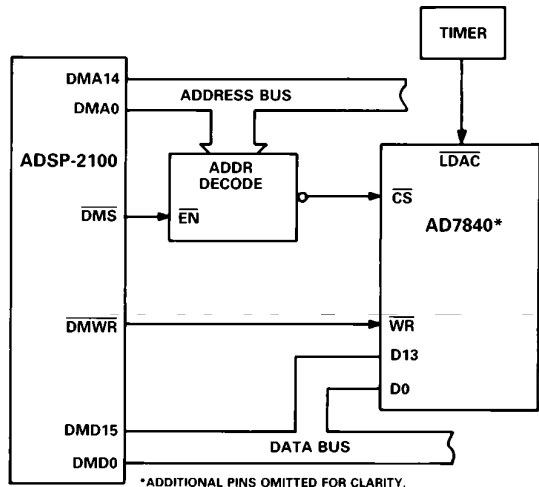 TIMER
DMA14
ADDRESS BUS
DMA0
ADSP-2100
ADDR
DECODE
LDAC
DMS
EN
CS
AD7840*
DMWR
WR
D13
D0
DMD15
DATA BUS
DMD0
*ADDITIONAL PINS OMITTED FOR CLARITY.